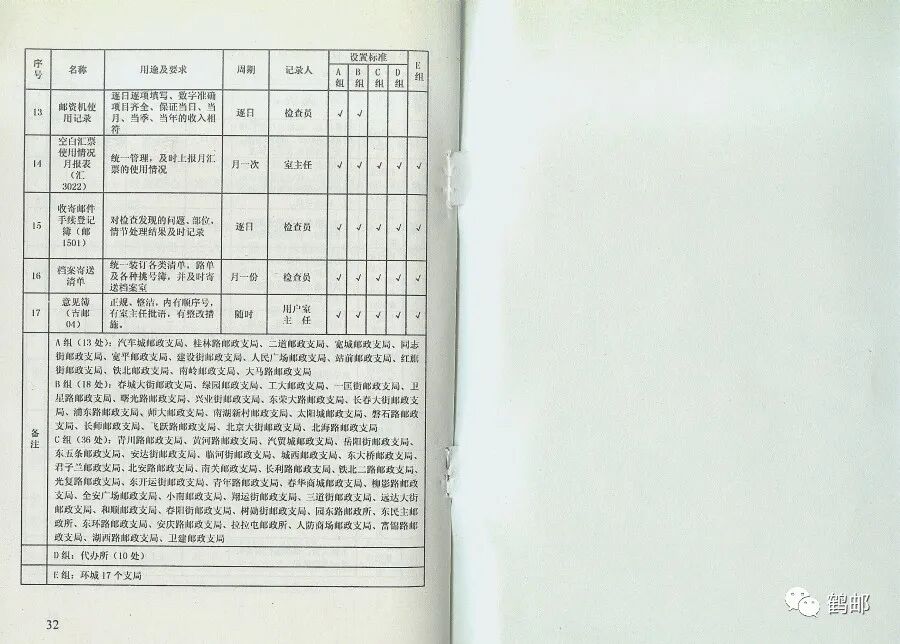 序号 名称 用途及要求 周期 记录人 设置标准
A组 B组 C组 D组 E组
13 邮资机使用记录 逐日逐项填写、数字准确 逐日 检查员 √ √
项目齐全、保证当日、当
月、当季、当年的收入相
符
14 空白汇票使用情况月报表(汇3022) 统一管理,及时上报月汇 月一次 室主任 √ √ √ √ √
票的使用情况
15 收寄邮件手续登记簿(邮1501) 对检查发现的问题、部位, 逐日 检查员 √ √ √ √ √
情节处理结果及时记录
16 档案寄送清单 统一装订各类清单,路单 月一份 检查员 √ √ √ √ √
及各种挑号簿,并及时寄
送档案室
17 意见簿(吉邮04) 正规、整洁,内有顺序号, 随时 用户室主任 √ √ √ √ √
有室主任批语,有整改措
施。
备注
A组(13处):汽车城邮政支局、桂林路邮政支局、二道邮政支局、宽城邮政支局、同志
街邮政支局、宽平邮政支局、建设街邮政支局、人民广场邮政支局、站前邮政支局、红旗
街邮政支局、铁北邮政支局、南岭邮政支局、大马路邮政支局
B组(18处):春城大街邮政支局、绿园邮政支局、工大邮政支局、一匡街邮政支局、卫
星路邮政支局、曙光路邮政支局、兴业街邮政支局、东荣大路邮政支局、长春大街邮政支
局、浦东路邮政支局、师大邮政支局、南湖新村邮政支局、太阳城邮政支局、磐石路邮政支
局、长师邮政支局、飞跃路邮政支局、北京大街邮政支局、北海路邮政支局
C组(36处):青川路邮政支局、黄河路邮政支局、汽贸城邮政支局、岳阳街邮政支局、
东五条邮政支局、安达街邮政支局、临河街邮政支局、城西邮政支局、东大桥邮政支局、
君子兰邮政支局、北安路邮政支局、南关邮政支局、长利路邮政支局、铁北二路邮政支局、
光复路邮政支局、东开运街邮政支局、青年路邮政支局、春华商城邮政支局、柳影路邮政
支局、全安广场邮政支局、小南邮政支局、翔运街邮政支局、三道街邮政支局、远达大街
邮政支局、和顺邮政支局、春阳街邮政支局、树勋街邮政支局、园东路邮政所、东民主邮
政所、东环路邮政支局、安庆路邮政支局、拉拉屯邮政所、人防商场邮政支局、富锦路邮
政支局、湖西路邮政支局、卫建邮政支局
D组:代办所(10处)
E组:环城17个支局
32
鹤邮